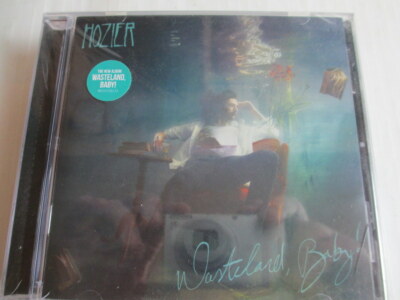 HOZIER
THE NEW ALBUM
WASTELAND,
BABY!
Wasteland, Baby!